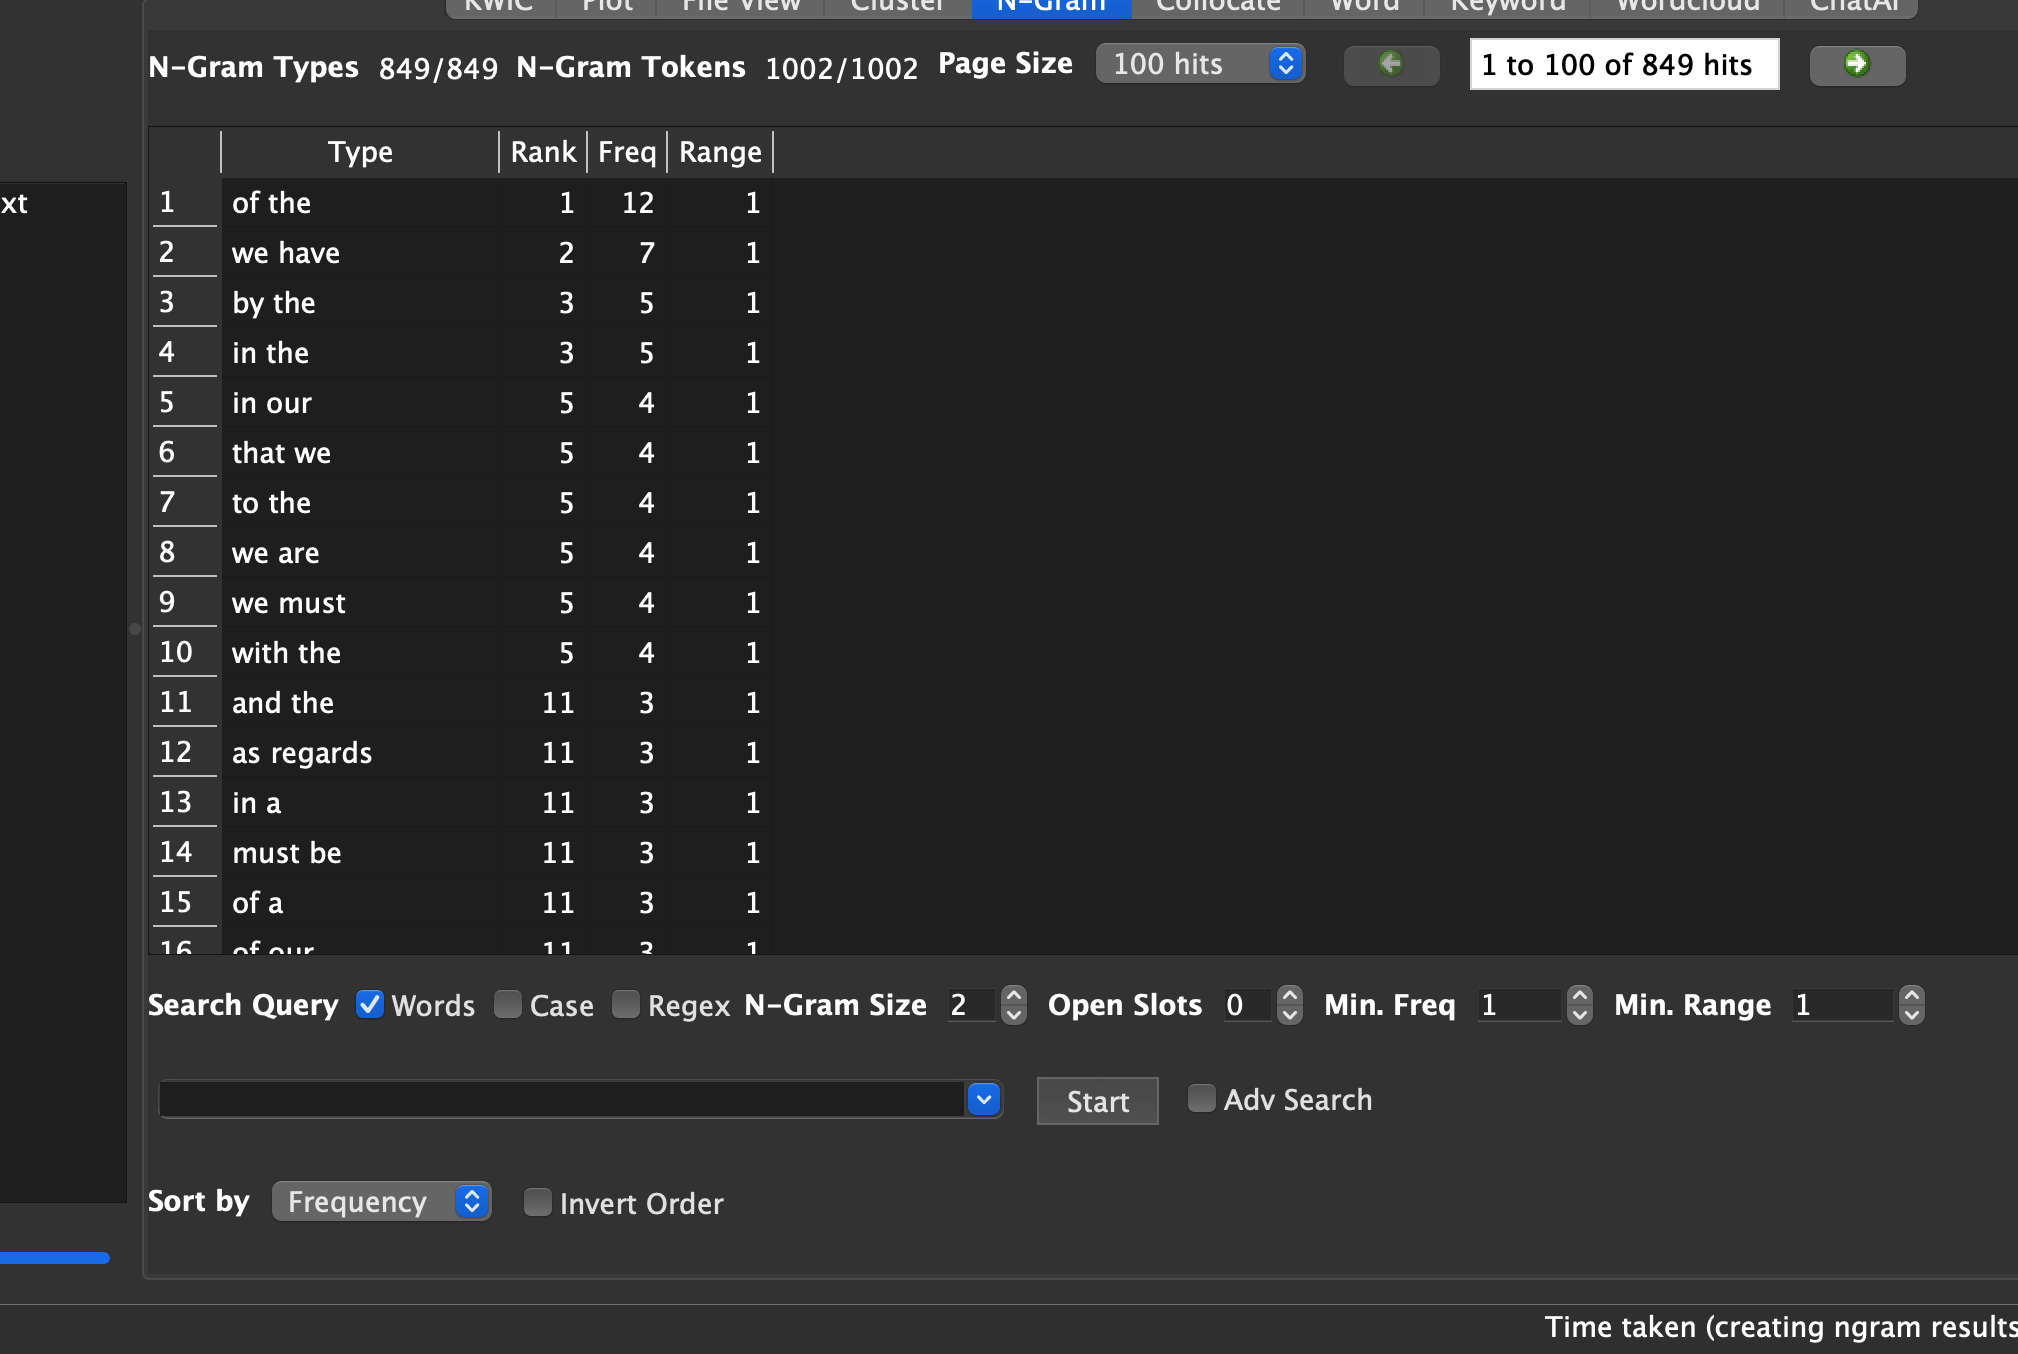 KWIC Plot File View Cluster N-Gram Collocate Word Keyword Wordcloud ChatAI
N-Gram Types 849/849 N-Gram Tokens 1002/1002 Page Size 100 hits 1 to 100 of 849 hits
Type Rank Freq Range
xt
1 of the 1 12 1
2 we have 2 7 1
3 by the 3 5 1
4 in the 3 5 1
5 in our 5 4 1
6 that we 5 4 1
7 to the 5 4 1
8 we are 5 4 1
9 we must 5 4 1
10 with the 5 4 1
11 and the 11 3 1
12 as regards 11 3 1
13 in a 11 3 1
14 must be 11 3 1
15 of a 11 3 1
16 of our 11 3 1
Search Query Words Case Regex N-Gram Size 2 Open Slots 0 Min. Freq 1 Min. Range 1
Start Adv Search
Sort by Frequency Invert Order
Time taken (creating ngram results